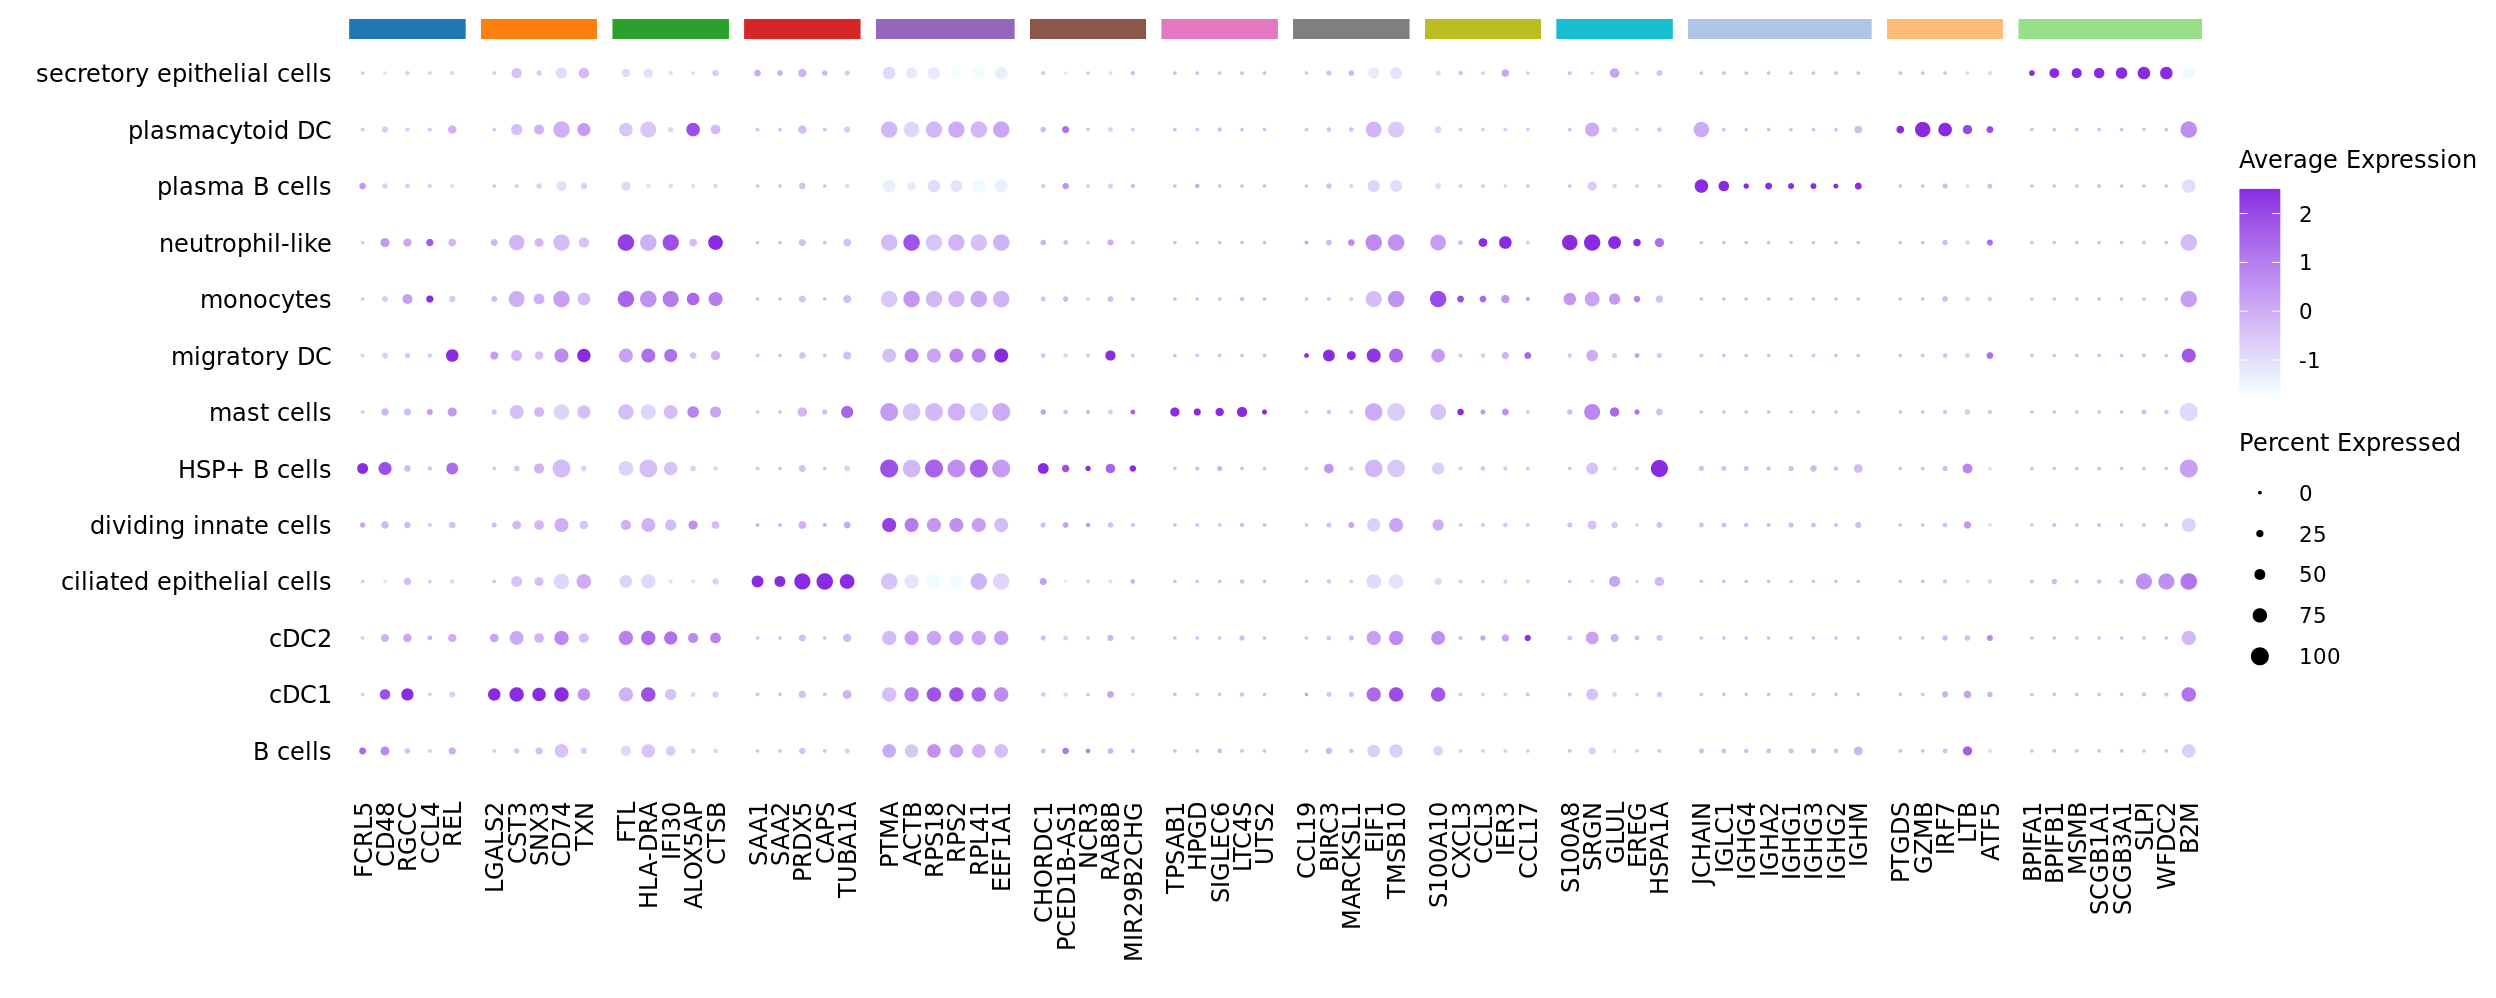 secretory epithelial cells
plasmacytoid DC
plasma B cells
neutrophil-like
monocytes
migratory DC
mast cells
HSP+ B cells
dividing innate cells
ciliated epithelial cells
cDC2
cDC1
B cells
FCRL5
CD48
RGCC
CCL4
REL
LGALS2
CST3
SNX3
CD74
TXN
FTL
HLA-DRA
IFI30
ALOX5AP
CTSB
SAA1
SAA2
PRDX5
CAPS
TUBA1A
PTMA
ACTB
RPS18
RPS2
RPL41
EEF1A1
CHORDC1
PCED1B-AS1
NCR3
RAB8B
MIR29B2CHG
TPSAB1
HPGD
SIGLEC6
LTC4S
UTS2
CCL19
BIRC3
MARCKSL1
EIF1
TMSB10
S100A10
CXCL3
CCL3
IER3
CCL17
S100A8
SRGN
GLUL
EREG
HSPA1A
JCHAIN
IGLC1
IGHG4
IGHA2
IGHG1
IGHG3
IGHG2
IGHM
PTGDS
GZMB
IRF7
LTB
ATF5
BPIFA1
BPIFB1
MSMB
SCGB1A1
SCGB3A1
SLPI
WFDC2
B2M
Average Expression
2
1
0
-1
Percent Expressed
0
25
50
75
100